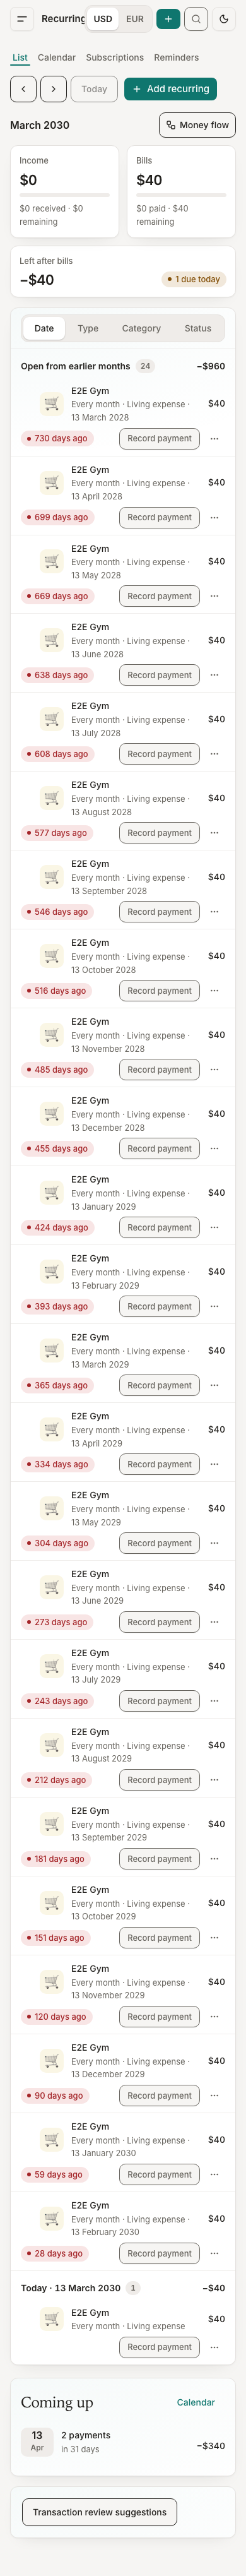 Recurring USD EUR
List Calendar Subscriptions Reminders
Today Add recurring
March 2030 Money flow
Income Bills
$0 $40
$0 received · $0 $0 paid · $40
remaining remaining
Left after bills
−$40 1 due today
Date Type Category Status
Open from earlier months 24 −$960
E2E Gym
Every month · Living expense · $40
13 March 2028
730 days ago Record payment
E2E Gym
Every month · Living expense · $40
13 April 2028
699 days ago Record payment
E2E Gym
Every month · Living expense · $40
13 May 2028
669 days ago Record payment
E2E Gym
Every month · Living expense · $40
13 June 2028
638 days ago Record payment
E2E Gym
Every month · Living expense · $40
13 July 2028
608 days ago Record payment
E2E Gym
Every month · Living expense · $40
13 August 2028
577 days ago Record payment
E2E Gym
Every month · Living expense · $40
13 September 2028
546 days ago Record payment
E2E Gym
Every month · Living expense · $40
13 October 2028
516 days ago Record payment
E2E Gym
Every month · Living expense · $40
13 November 2028
485 days ago Record payment
E2E Gym
Every month · Living expense · $40
13 December 2028
455 days ago Record payment
E2E Gym
Every month · Living expense · $40
13 January 2029
424 days ago Record payment
E2E Gym
Every month · Living expense · $40
13 February 2029
393 days ago Record payment
E2E Gym
Every month · Living expense · $40
13 March 2029
365 days ago Record payment
E2E Gym
Every month · Living expense · $40
13 April 2029
334 days ago Record payment
E2E Gym
Every month · Living expense · $40
13 May 2029
304 days ago Record payment
E2E Gym
Every month · Living expense · $40
13 June 2029
273 days ago Record payment
E2E Gym
Every month · Living expense · $40
13 July 2029
243 days ago Record payment
E2E Gym
Every month · Living expense · $40
13 August 2029
212 days ago Record payment
E2E Gym
Every month · Living expense · $40
13 September 2029
181 days ago Record payment
E2E Gym
Every month · Living expense · $40
13 October 2029
151 days ago Record payment
E2E Gym
Every month · Living expense · $40
13 November 2029
120 days ago Record payment
E2E Gym
Every month · Living expense · $40
13 December 2029
90 days ago Record payment
E2E Gym
Every month · Living expense · $40
13 January 2030
59 days ago Record payment
E2E Gym
Every month · Living expense · $40
13 February 2030
28 days ago Record payment
Today · 13 March 2030 1 −$40
E2E Gym
Every month · Living expense $40
Record payment
Coming up Calendar
13 2 payments
Apr in 31 days −$340
Transaction review suggestions